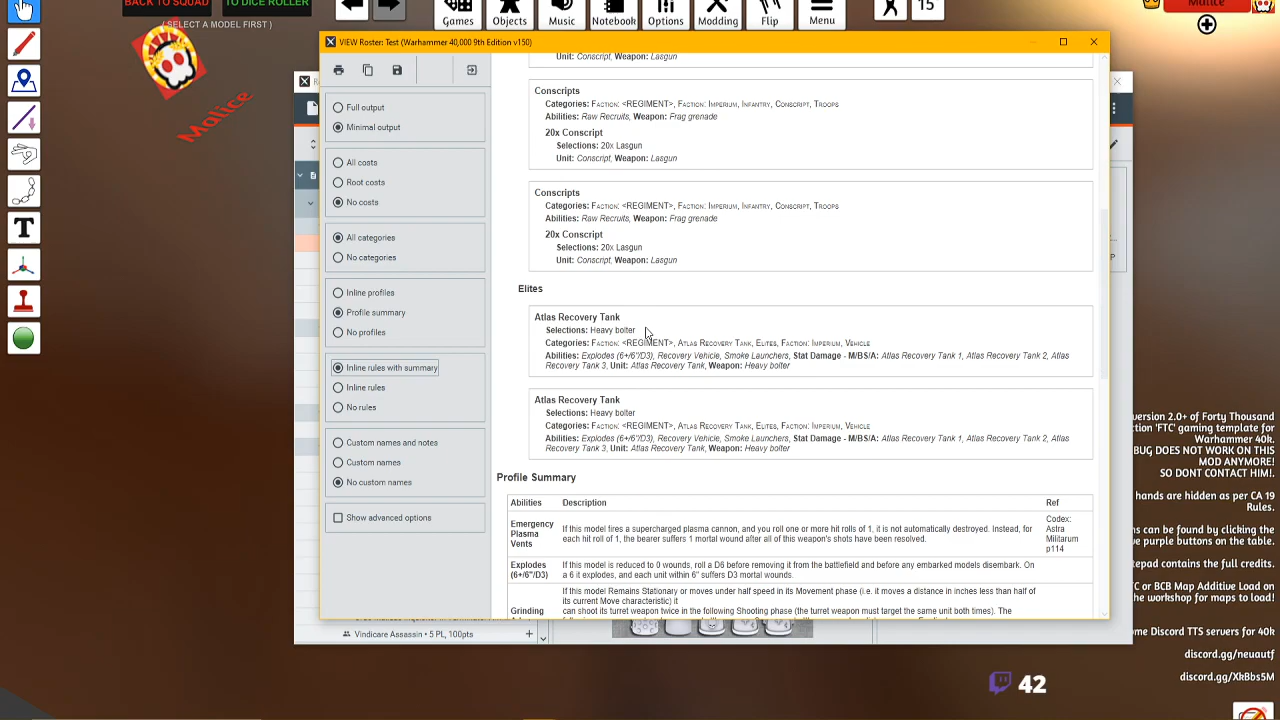 BACK TO SQUAD
TO DICE ROLLER
( SELECT A MODEL FIRST )
Games
Objects
Music
Notebook
Options
Modding
Flip
Menu
15
Malice
Malice
T
VIEW Roster: Test (Warhammer 40,000 9th Edition v150)
Full output
Minimal output
All costs
Root costs
No costs
All categories
No categories
Inline profiles
Profile summary
No profiles
Inline rules with summary
Inline rules
No rules
Custom names and notes
Custom names
No custom names
Show advanced options
Unit: Conscript, Weapon: Lasgun
Conscripts
Categories: Faction: <REGIMENT>, Faction: Imperium, Infantry, Conscript, Troops
Abilities: Raw Recruits, Weapon: Frag grenade
20x Conscript
Selections: 20x Lasgun
Unit: Conscript, Weapon: Lasgun
Conscripts
Categories: Faction: <REGIMENT>, Faction: Imperium, Infantry, Conscript, Troops
Abilities: Raw Recruits, Weapon: Frag grenade
20x Conscript
Selections: 20x Lasgun
Unit: Conscript, Weapon: Lasgun
Elites
Atlas Recovery Tank
Selections: Heavy bolter
Categories: Faction: <REGIMENT>, Atlas Recovery Tank, Elites, Faction: Imperium, Vehicle
Abilities: Explodes (6+/6"/D3), Recovery Vehicle, Smoke Launchers, Stat Damage - M/BS/A: Atlas Recovery Tank 1, Atlas Recovery Tank 2, Atlas
Recovery Tank 3, Unit: Atlas Recovery Tank, Weapon: Heavy bolter
Atlas Recovery Tank
Selections: Heavy bolter
Categories: Faction: <REGIMENT>, Atlas Recovery Tank, Elites, Faction: Imperium, Vehicle
Abilities: Explodes (6+/6"/D3), Recovery Vehicle, Smoke Launchers, Stat Damage - M/BS/A: Atlas Recovery Tank 1, Atlas Recovery Tank 2, Atlas
Recovery Tank 3, Unit: Atlas Recovery Tank, Weapon: Heavy bolter
Profile Summary
Abilities Description Ref
Emergency Plasma Vents
If this model fires a supercharged plasma cannon, and you roll one or more hit rolls of 1, it is not automatically destroyed. Instead, for
each hit roll of 1, the bearer suffers 1 mortal wound after all of this weapon's shots have been resolved.
Codex: Astra Militarum p114
Explodes (6+/6"/D3)
If this model is reduced to 0 wounds, roll a D6 before removing it from the battlefield and before any embarked models disembark. On
a 6 it explodes, and each unit within 6" suffers D3 mortal wounds.
Grinding
If this model Remains Stationary or moves under half speed in its Movement phase (i.e. it moves a distance in inches less than half of
its current Move characteristic) it
can shoot its turret weapon twice in the following Shooting phase (the turret weapon must target the same unit both times). The
Vindicare Assassin • 5 PL, 100pts
version 2.0+ of Forty Thousand
ction 'FTC' gaming template for
Warhammer 40k.
BUG DOES NOT WORK ON THIS
MOD ANYMORE!
SO DONT CONTACT HIM!.
hands are hidden as per CA 19
Rules.
ns can be found by clicking the
ve purple buttons on the table.
tepad contains the full credits.
C or BCB Map Additive Load on
the workshop for maps to load!
ome Discord TTS servers for 40k
discord.gg/neuautf
discord.gg/XkBbs5M
42